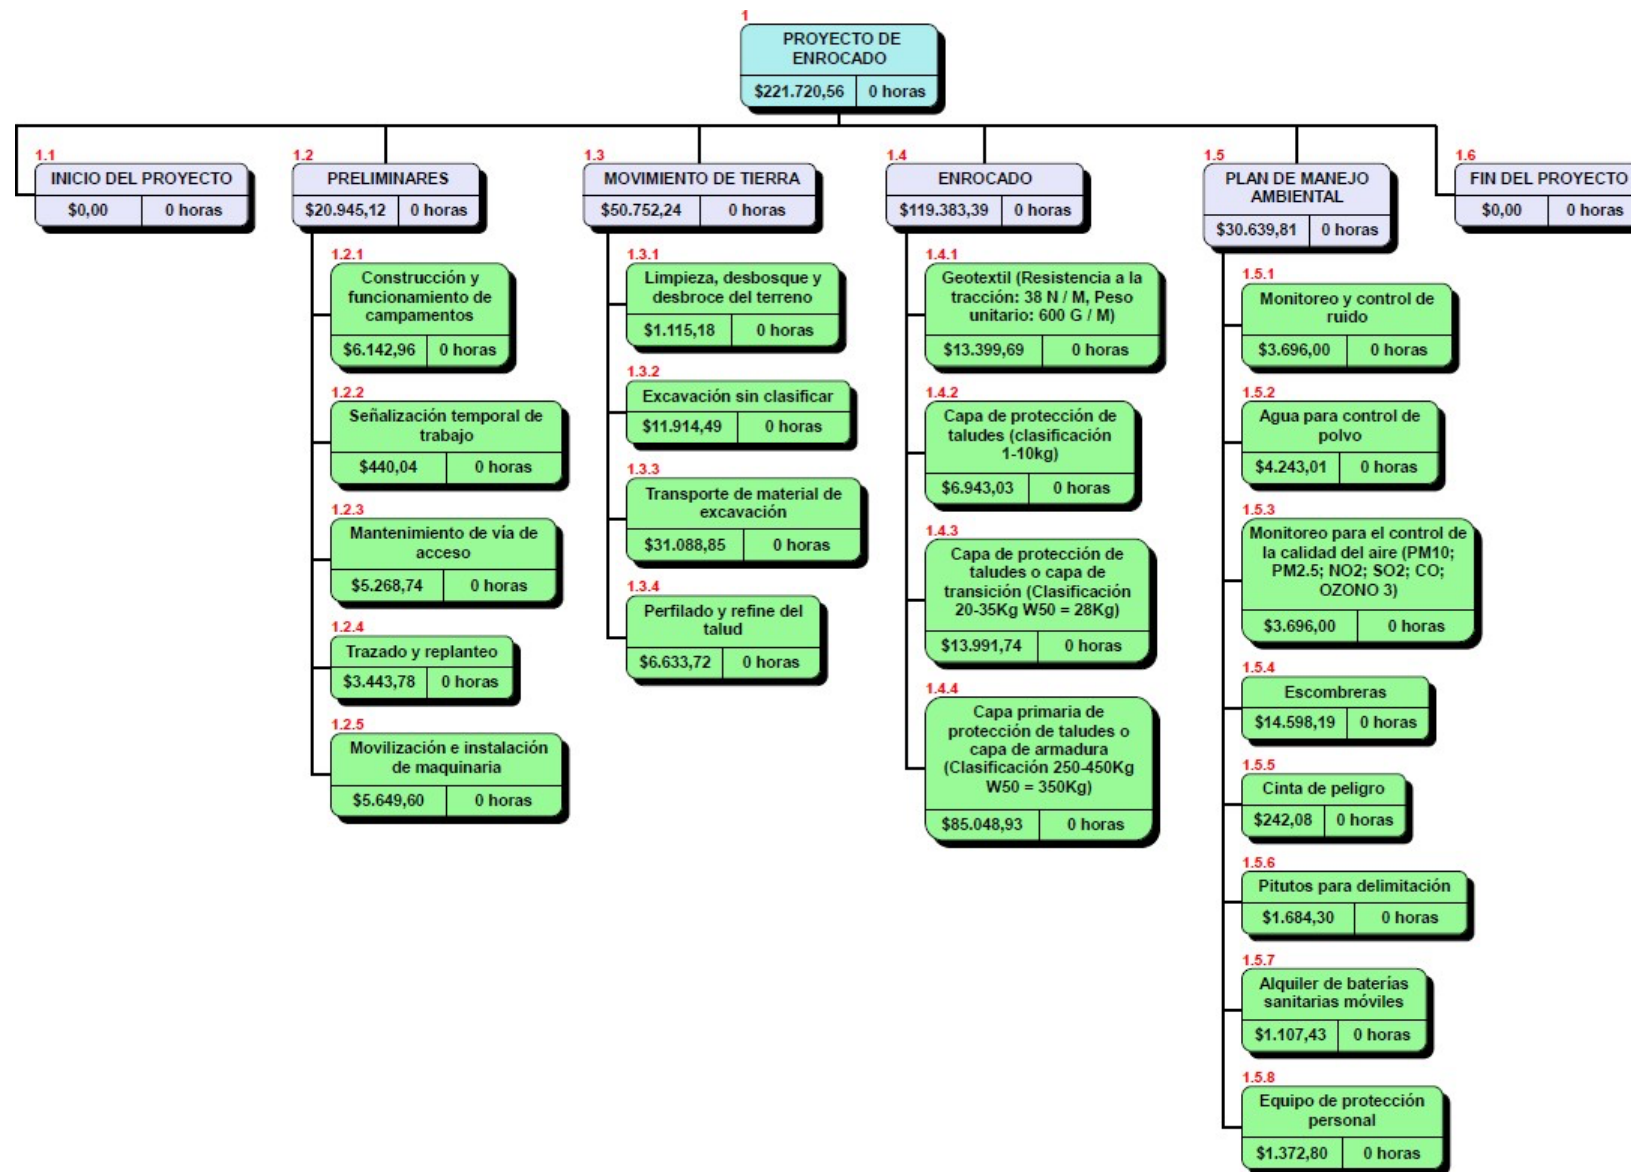 1
PROYECTO DE
ENROCADO
$221.720,56 0 horas
1.1
INICIO DEL PROYECTO
$0,00 0 horas
1.2
PRELIMINARES
$20.945,12 0 horas
1.2.1
Construcción y
funcionamiento de
campamentos
$6.142,96 0 horas
1.2.2
Señalización temporal de
trabajo
$440,04 0 horas
1.2.3
Mantenimiento de vía de
acceso
$5.268,74 0 horas
1.2.4
Trazado y replanteo
$3.443,78 0 horas
1.2.5
Movilización e instalación
de maquinaria
$5.649,60 0 horas
1.3
MOVIMIENTO DE TIERRA
$50.752,24 0 horas
1.3.1
Limpieza, desbosque y
desbroce del terreno
$1.115,18 0 horas
1.3.2
Excavación sin clasificar
$11.914,49 0 horas
1.3.3
Transporte de material de
excavación
$31.088,85 0 horas
1.3.4
Perfilado y refine del
talud
$6.633,72 0 horas
1.4
ENROCADO
$119.383,39 0 horas
1.4.1
Geotextil (Resistencia a la
tracción: 38 N / M, Peso
unitario: 600 G / M)
$13.399,69 0 horas
1.4.2
Capa de protección de
taludes (clasificación
1-10kg)
$6.943,03 0 horas
1.4.3
Capa de protección de
taludes o capa de
transición (Clasificación
20-35Kg W50 = 28Kg)
$13.991,74 0 horas
1.4.4
Capa primaria de
protección de taludes o
capa de armadura
(Clasificación 250-450Kg
W50 = 350Kg)
$85.048,93 0 horas
1.5
PLAN DE MANEJO
AMBIENTAL
$30.639,81 0 horas
1.5.1
Monitoreo y control de
ruido
$3.696,00 0 horas
1.5.2
Agua para control de
polvo
$4.243,01 0 horas
1.5.3
Monitoreo para el control de
la calidad del aire (PM10;
PM2.5; NO2; SO2; CO;
OZONO 3)
$3.696,00 0 horas
1.5.4
Escombreras
$14.598,19 0 horas
1.5.5
Cinta de peligro
$242,08 0 horas
1.5.6
Pitutos para delimitación
$1.684,30 0 horas
1.5.7
Alquiler de baterías
sanitarias móviles
$1.107,43 0 horas
1.5.8
Equipo de protección
personal
$1.372,80 0 horas
1.6
FIN DEL PROYECTO
$0,00 0 horas